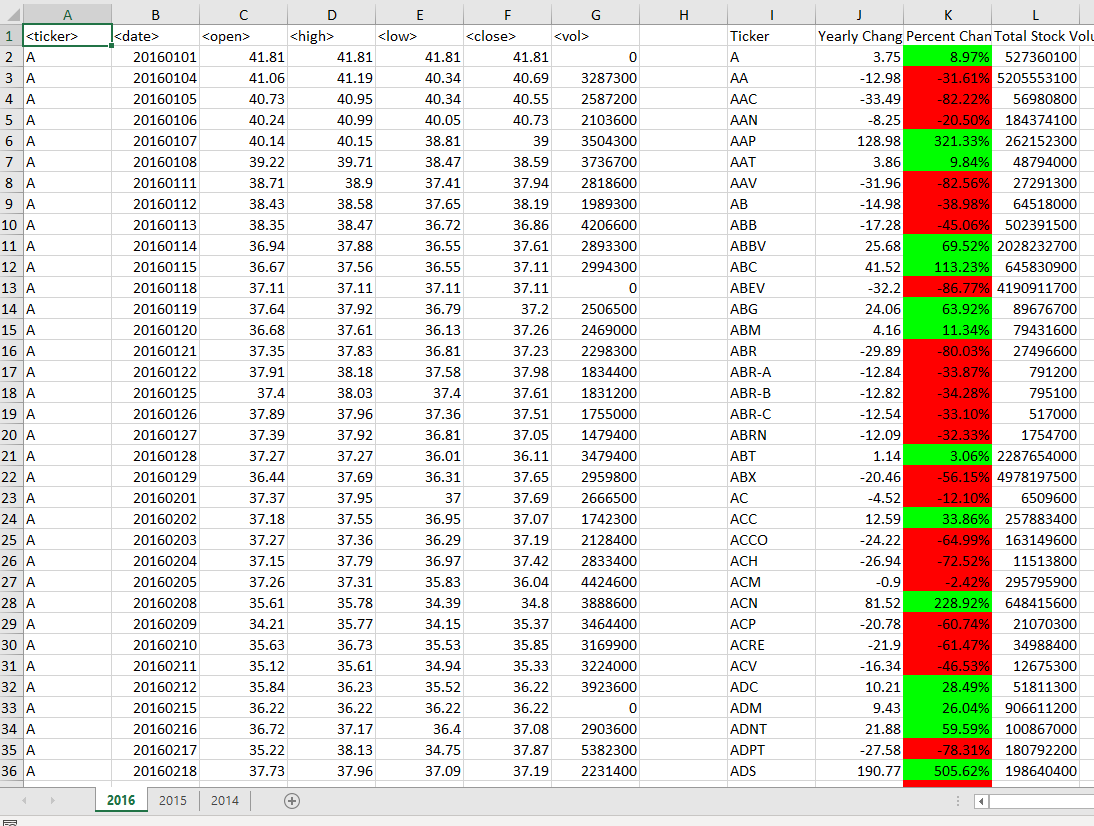 A B C D E F G H I J K L
1 <ticker> <date> <open> <high> <low> <close> <vol> Ticker Yearly Chang Percent Chan Total Stock Volu
2 A 20160101 41.81 41.81 41.81 41.81 0 A 3.75 8.97% 527360100
3 A 20160104 41.06 41.19 40.34 40.69 3287300 AA -12.98 -31.61% 5205553100
4 A 20160105 40.73 40.95 40.34 40.55 2587200 AAC -33.49 -82.22% 56980800
5 A 20160106 40.24 40.99 40.05 40.73 2103600 AAN -8.25 -20.50% 184374100
6 A 20160107 40.14 40.15 38.81 39 3504300 AAP 128.98 321.33% 262152300
7 A 20160108 39.22 39.71 38.47 38.59 3736700 AAT 3.86 9.84% 48794000
8 A 20160111 38.71 38.9 37.41 37.94 2818600 AAV -31.96 -82.56% 27291300
9 A 20160112 38.43 38.58 37.65 38.19 1989300 AB -14.98 -38.98% 64518000
10 A 20160113 38.35 38.47 36.72 36.86 4206600 ABB -17.28 -45.06% 502391500
11 A 20160114 36.94 37.88 36.55 37.61 2893300 ABBV 25.68 69.52% 2028232700
12 A 20160115 36.67 37.56 36.55 37.11 2994300 ABC 41.52 113.23% 645830900
13 A 20160118 37.11 37.11 37.11 37.11 0 ABEV -32.2 -86.77% 4190911700
14 A 20160119 37.64 37.92 36.79 37.2 2506500 ABG 24.06 63.92% 89676700
15 A 20160120 36.68 37.61 36.13 37.26 2469000 ABM 4.16 11.34% 79431600
16 A 20160121 37.35 37.83 36.81 37.23 2298300 ABR -29.89 -80.03% 27496600
17 A 20160122 37.91 38.18 37.58 37.98 1834400 ABR-A -12.84 -33.87% 791200
18 A 20160125 37.4 38.03 37.4 37.61 1831200 ABR-B -12.82 -34.28% 795100
19 A 20160126 37.89 37.96 37.36 37.51 1755000 ABR-C -12.54 -33.10% 517000
20 A 20160127 37.39 37.92 36.81 37.05 1479400 ABRN -12.09 -32.33% 1754700
21 A 20160128 37.27 37.27 36.01 36.11 3479400 ABT 1.14 3.06% 2287654000
22 A 20160129 36.44 37.69 36.31 37.65 2959800 ABX -20.46 -56.15% 4978197500
23 A 20160201 37.37 37.95 37 37.69 2666500 AC -4.52 -12.10% 6509600
24 A 20160202 37.18 37.55 36.95 37.07 1742300 ACC 12.59 33.86% 257883400
25 A 20160203 37.27 37.36 36.29 37.19 2128400 ACCO -24.22 -64.99% 163149600
26 A 20160204 37.15 37.79 36.97 37.42 2833400 ACH -26.94 -72.52% 11513800
27 A 20160205 37.26 37.31 35.83 36.04 4424600 ACM -0.9 -2.42% 295795900
28 A 20160208 35.61 35.78 34.39 34.8 3888600 ACN 81.52 228.92% 648415600
29 A 20160209 34.21 35.77 34.15 35.37 3464400 ACP -20.78 -60.74% 21070300
30 A 20160210 35.63 36.73 35.53 35.85 3169900 ACRE -21.9 -61.47% 34988400
31 A 20160211 35.12 35.61 34.94 35.33 3224000 ACV -16.34 -46.53% 12675300
32 A 20160212 35.84 36.23 35.52 36.22 3923600 ADC 10.21 28.49% 51811300
33 A 20160215 36.22 36.22 36.22 36.22 0 ADM 9.43 26.04% 906611200
34 A 20160216 36.72 37.17 36.4 37.08 2903600 ADNT 21.88 59.59% 100867000
35 A 20160217 35.22 38.13 34.75 37.87 5382300 ADPT -27.58 -78.31% 180792200
36 A 20160218 37.73 37.96 37.09 37.19 2231400 ADS 190.77 505.62% 198640400
2016 2015 2014